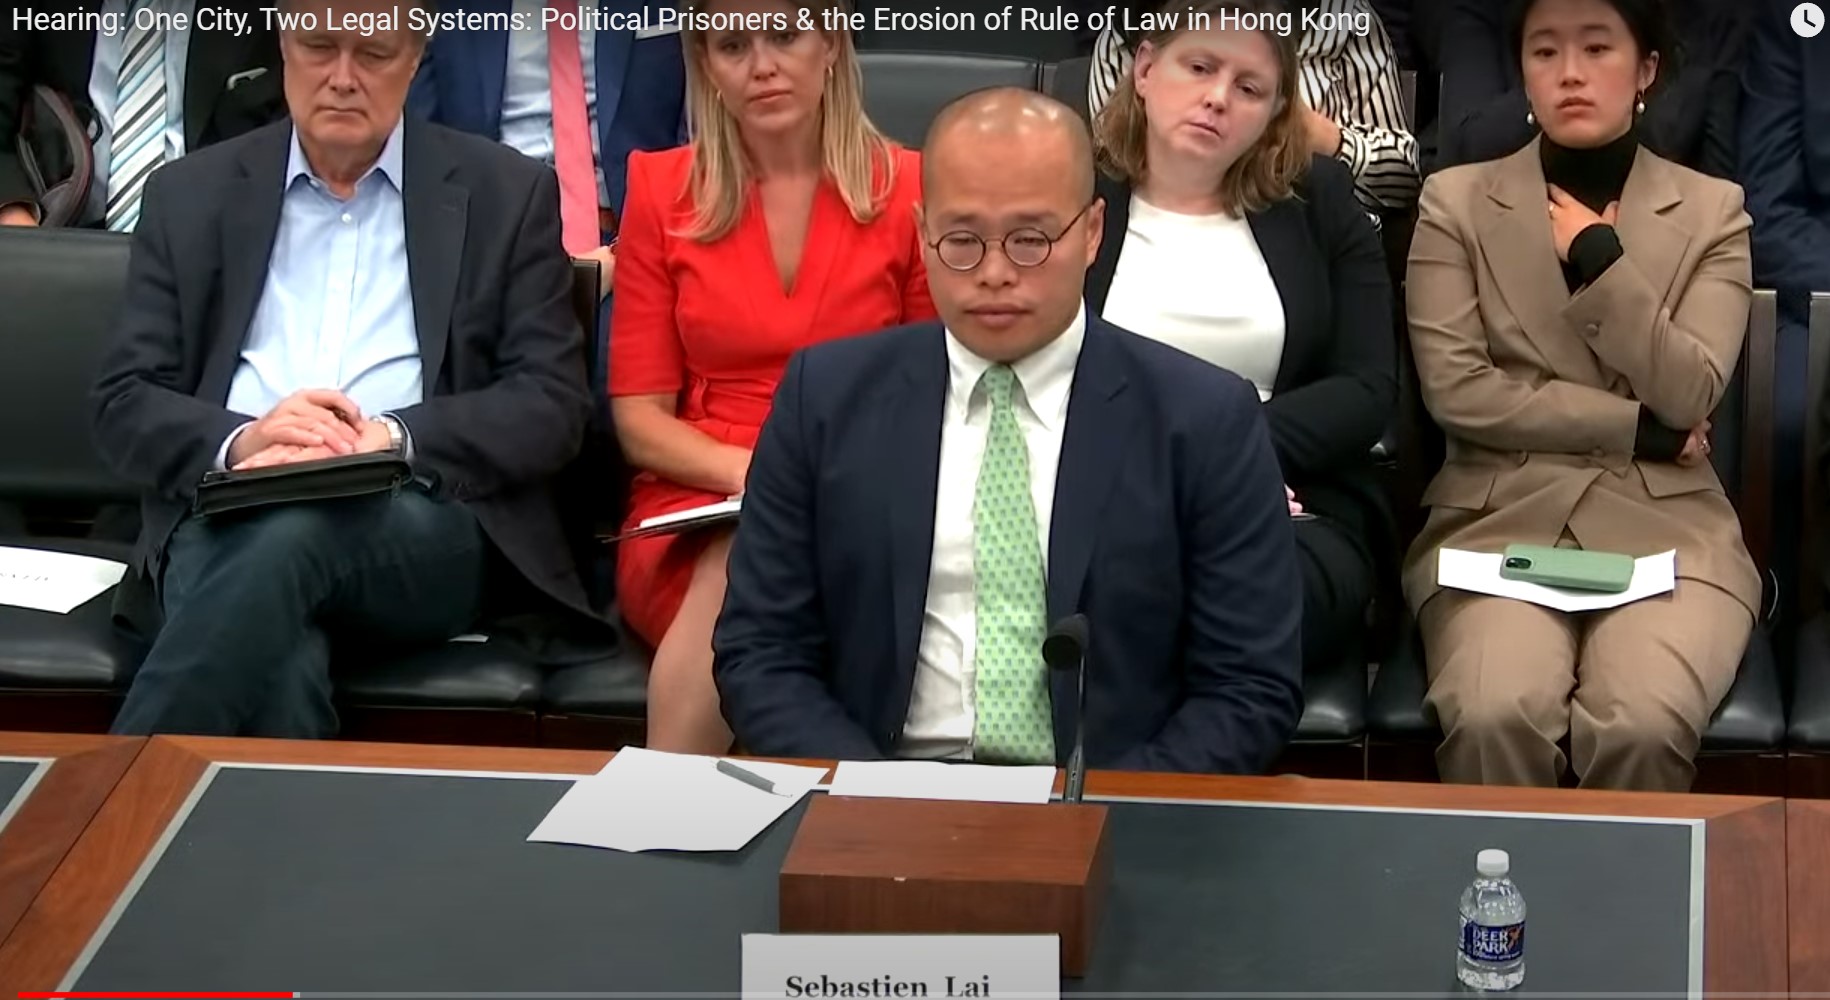 Hearing: One City, Two Legal Systems: Political Prisoners & the Erosion of Rule of Law in Hong Kong
DEER
PARK
Sebastien Lai